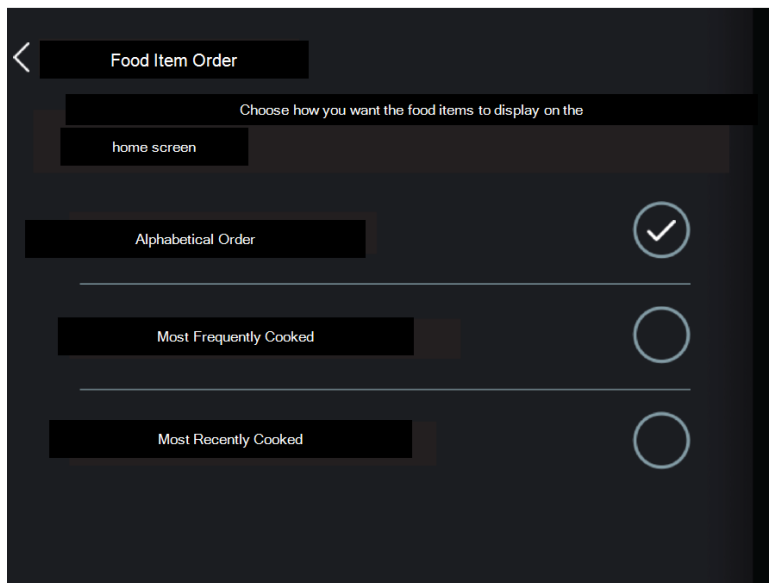 Food Item Order
Choose how you want the food items to display on the
home screen
Alphabetical Order
Most Frequently Cooked
Most Recently Cooked